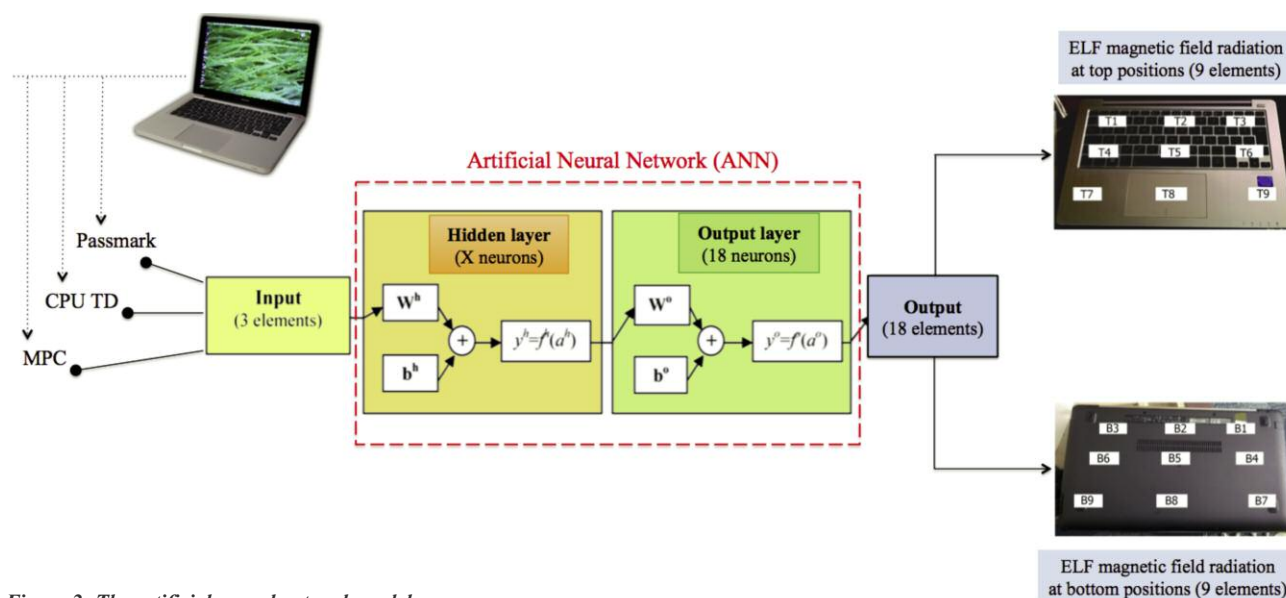 ELF magnetic field radiation
at top positions (9 elements)
T1 T2 T3
T4 T5 T6
T7 T8 T9
Artificial Neural Network (ANN)
Passmark
CPU TD
MPC
Input
(3 elements)
Hidden layer
(X neurons)
W^h
b^h
+
y^h=f^h(a^h)
Output layer
(18 neurons)
W^o
b^o
+
y^o=f^o(a^o)
Output
(18 elements)
B3 B2 B1
B6 B5 B4
B9 B8 B7
ELF magnetic field radiation
at bottom positions (9 elements)